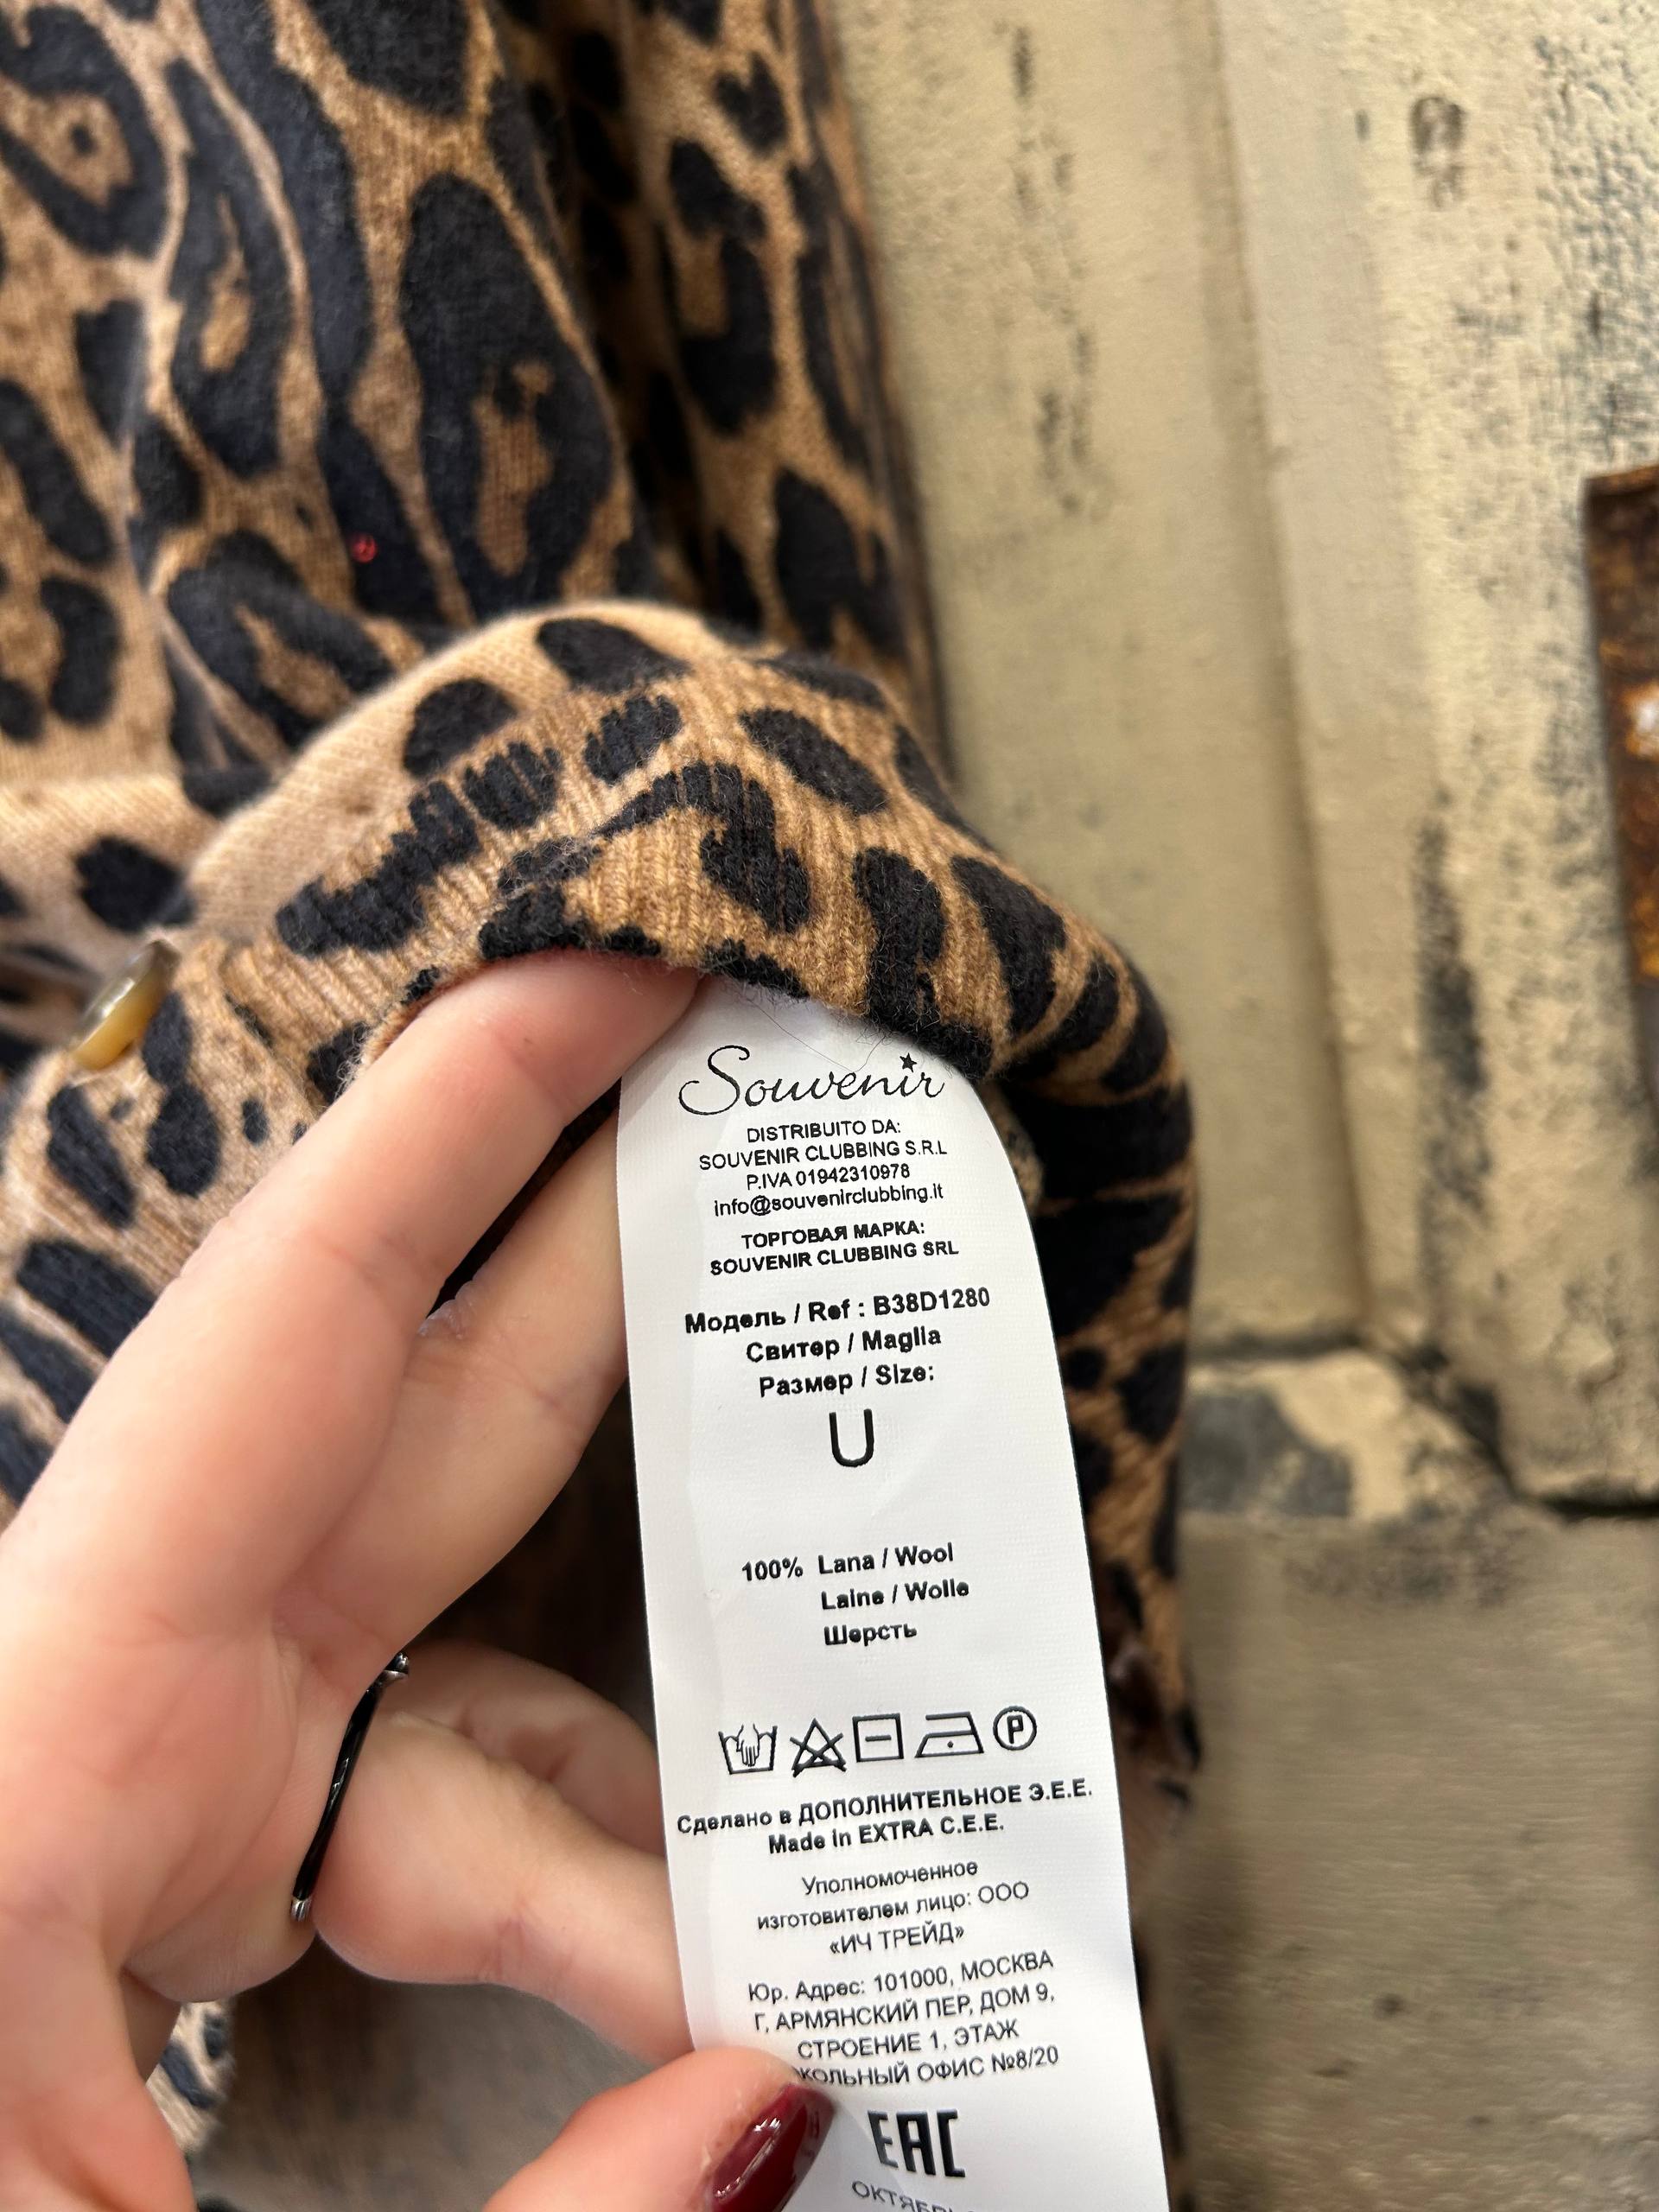 Souvenir
DISTRIBUITO DA:
SOUVENIR CLUBBING S.R.L
P.IVA 01942310978
info@souvenirclubbing.it
ТОРГОВАЯ МАРКА:
SOUVENIR CLUBBING SRL
Модель / Ref : B38D1280
Свитер / Maglia
Размер / Size:
U
100% Lana / Wool
Laine / Wolle
Шерсть
P
Сделано в ДОПОЛНИТЕЛЬНОЕ Э.Е.Е.
Made in EXTRA C.E.E.
Уполномоченное
изготовителем лицо: ООО
«ИЧ ТРЕЙД»
Юр. Адрес: 101000, МОСКВА
Г, АРМЯНСКИЙ ПЕР, ДОМ 9,
СТРОЕНИЕ 1, ЭТАЖ
ОФИС №8/20
EAC